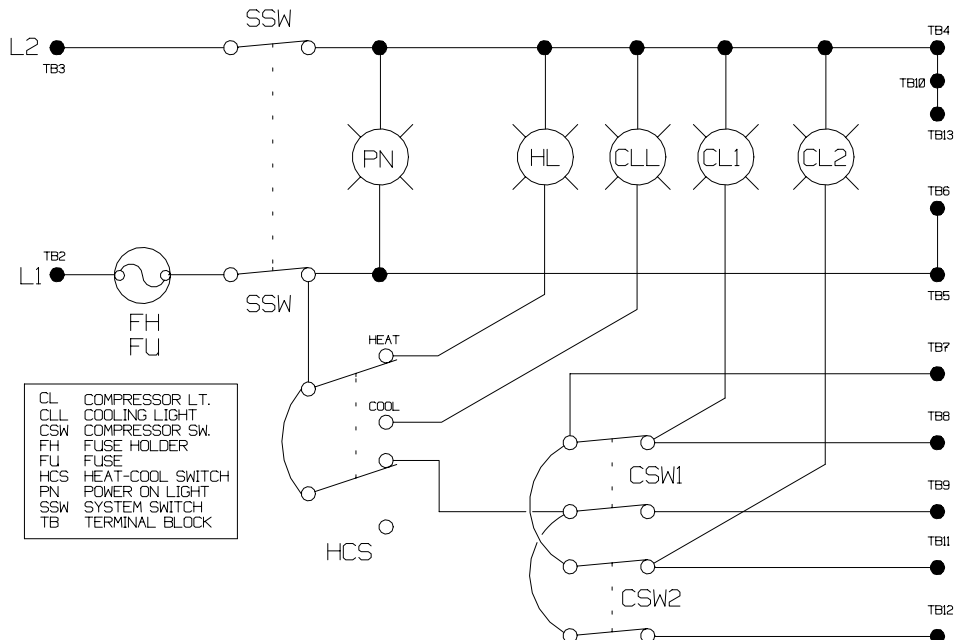 SSW
L2
TB3
TB4
TB10
TB13
PN
HL
CLL
CL1
CL2
TB6
TB2
L1
SSW
TB5
FH
FU
HEAT
TB7
COOL
TB8
CL COMPRESSOR LT.
CLL COOLING LIGHT
CSW COMPRESSOR SW.
FH FUSE HOLDER
FU FUSE
HCS HEAT-COOL SWITCH
PN POWER ON LIGHT
SSW SYSTEM SWITCH
TB TERMINAL BLOCK
CSW1
TB9
HCS
TB11
CSW2
TB12